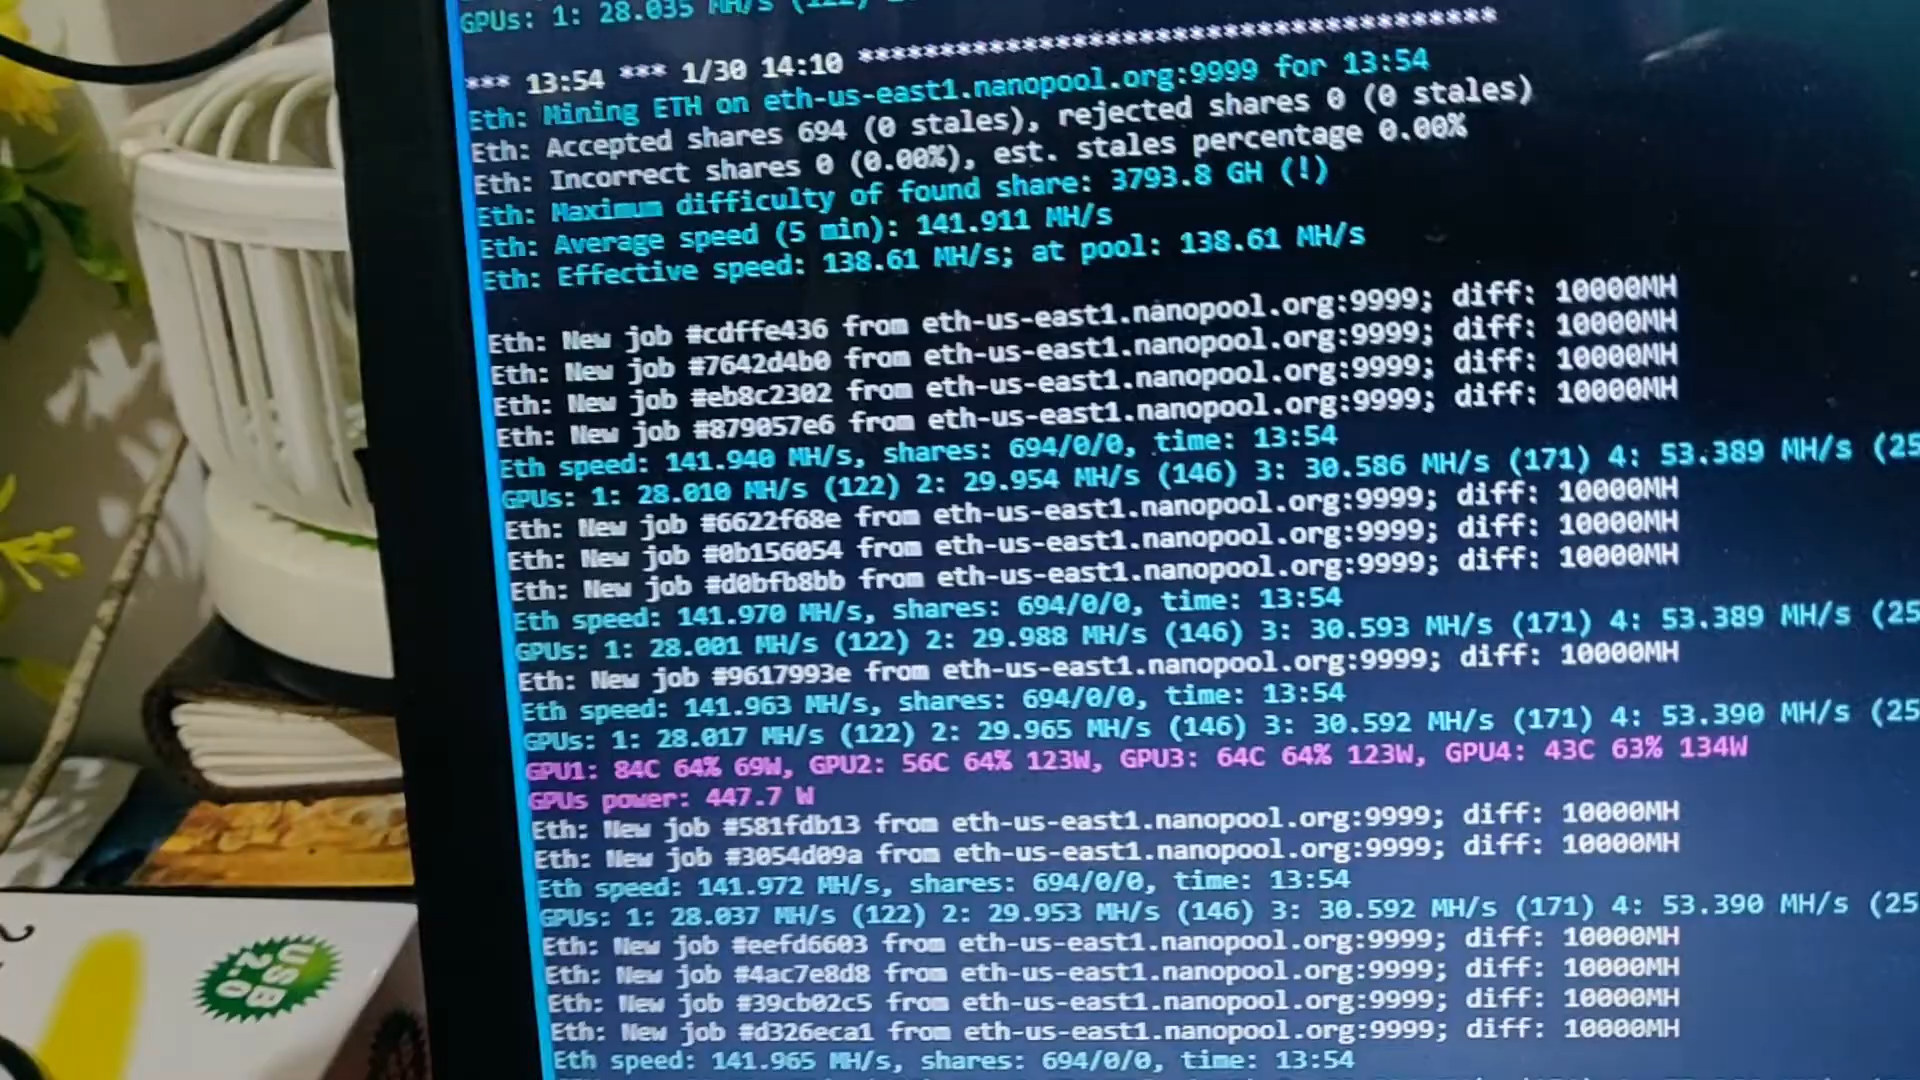 GPUs: 1: 28.035 MH/s (122)
*** 13:54 *** 1/30 14:10 ****************************************
Eth: Mining ETH on eth-us-east1.nanopool.org:9999 for 13:54
Eth: Accepted shares 694 (0 stales), rejected shares 0 (0 stales)
Eth: Incorrect shares 0 (0.00%), est. stales percentage 0.00%
Eth: Maximum difficulty of found share: 3793.8 GH (!)
Eth: Average speed (5 min): 141.911 MH/s
Eth: Effective speed: 138.61 MH/s; at pool: 138.61 MH/s
Eth: New job #cdffe436 from eth-us-east1.nanopool.org:9999; diff: 10000MH
Eth: New job #7642d4b0 from eth-us-east1.nanopool.org:9999; diff: 10000MH
Eth: New job #eb8c2302 from eth-us-east1.nanopool.org:9999; diff: 10000MH
Eth: New job #879057e6 from eth-us-east1.nanopool.org:9999; diff: 10000MH
Eth speed: 141.940 MH/s, shares: 694/0/0, time: 13:54
GPUs: 1: 28.010 MH/s (122) 2: 29.954 MH/s (146) 3: 30.586 MH/s (171) 4: 53.389 MH/s (25
Eth: New job #6622f68e from eth-us-east1.nanopool.org:9999; diff: 10000MH
Eth: New job #0b156054 from eth-us-east1.nanopool.org:9999; diff: 10000MH
Eth: New job #d0bfb8bb from eth-us-east1.nanopool.org:9999; diff: 10000MH
Eth speed: 141.970 MH/s, shares: 694/0/0, time: 13:54
GPUs: 1: 28.001 MH/s (122) 2: 29.988 MH/s (146) 3: 30.593 MH/s (171) 4: 53.389 MH/s (25
Eth: New job #9617993e from eth-us-east1.nanopool.org:9999; diff: 10000MH
Eth speed: 141.963 MH/s, shares: 694/0/0, time: 13:54
GPUs: 1: 28.017 MH/s (122) 2: 29.965 MH/s (146) 3: 30.592 MH/s (171) 4: 53.390 MH/s (25
GPU1: 84C 64% 69W, GPU2: 56C 64% 123W, GPU3: 64C 64% 123W, GPU4: 43C 63% 134W
GPUs power: 447.7 W
Eth: New job #581fdb13 from eth-us-east1.nanopool.org:9999; diff: 10000MH
Eth: New job #3054d09a from eth-us-east1.nanopool.org:9999; diff: 10000MH
Eth speed: 141.972 MH/s, shares: 694/0/0, time: 13:54
GPUs: 1: 28.037 MH/s (122) 2: 29.953 MH/s (146) 3: 30.592 MH/s (171) 4: 53.390 MH/s (25
Eth: New job #eefd6603 from eth-us-east1.nanopool.org:9999; diff: 10000MH
Eth: New job #4ac7e8d8 from eth-us-east1.nanopool.org:9999; diff: 10000MH
Eth: New job #39cb02c5 from eth-us-east1.nanopool.org:9999; diff: 10000MH
Eth: New job #d326eca1 from eth-us-east1.nanopool.org:9999; diff: 10000MH
Eth speed: 141.965 MH/s, shares: 694/0/0, time: 13:54
USB
2.0